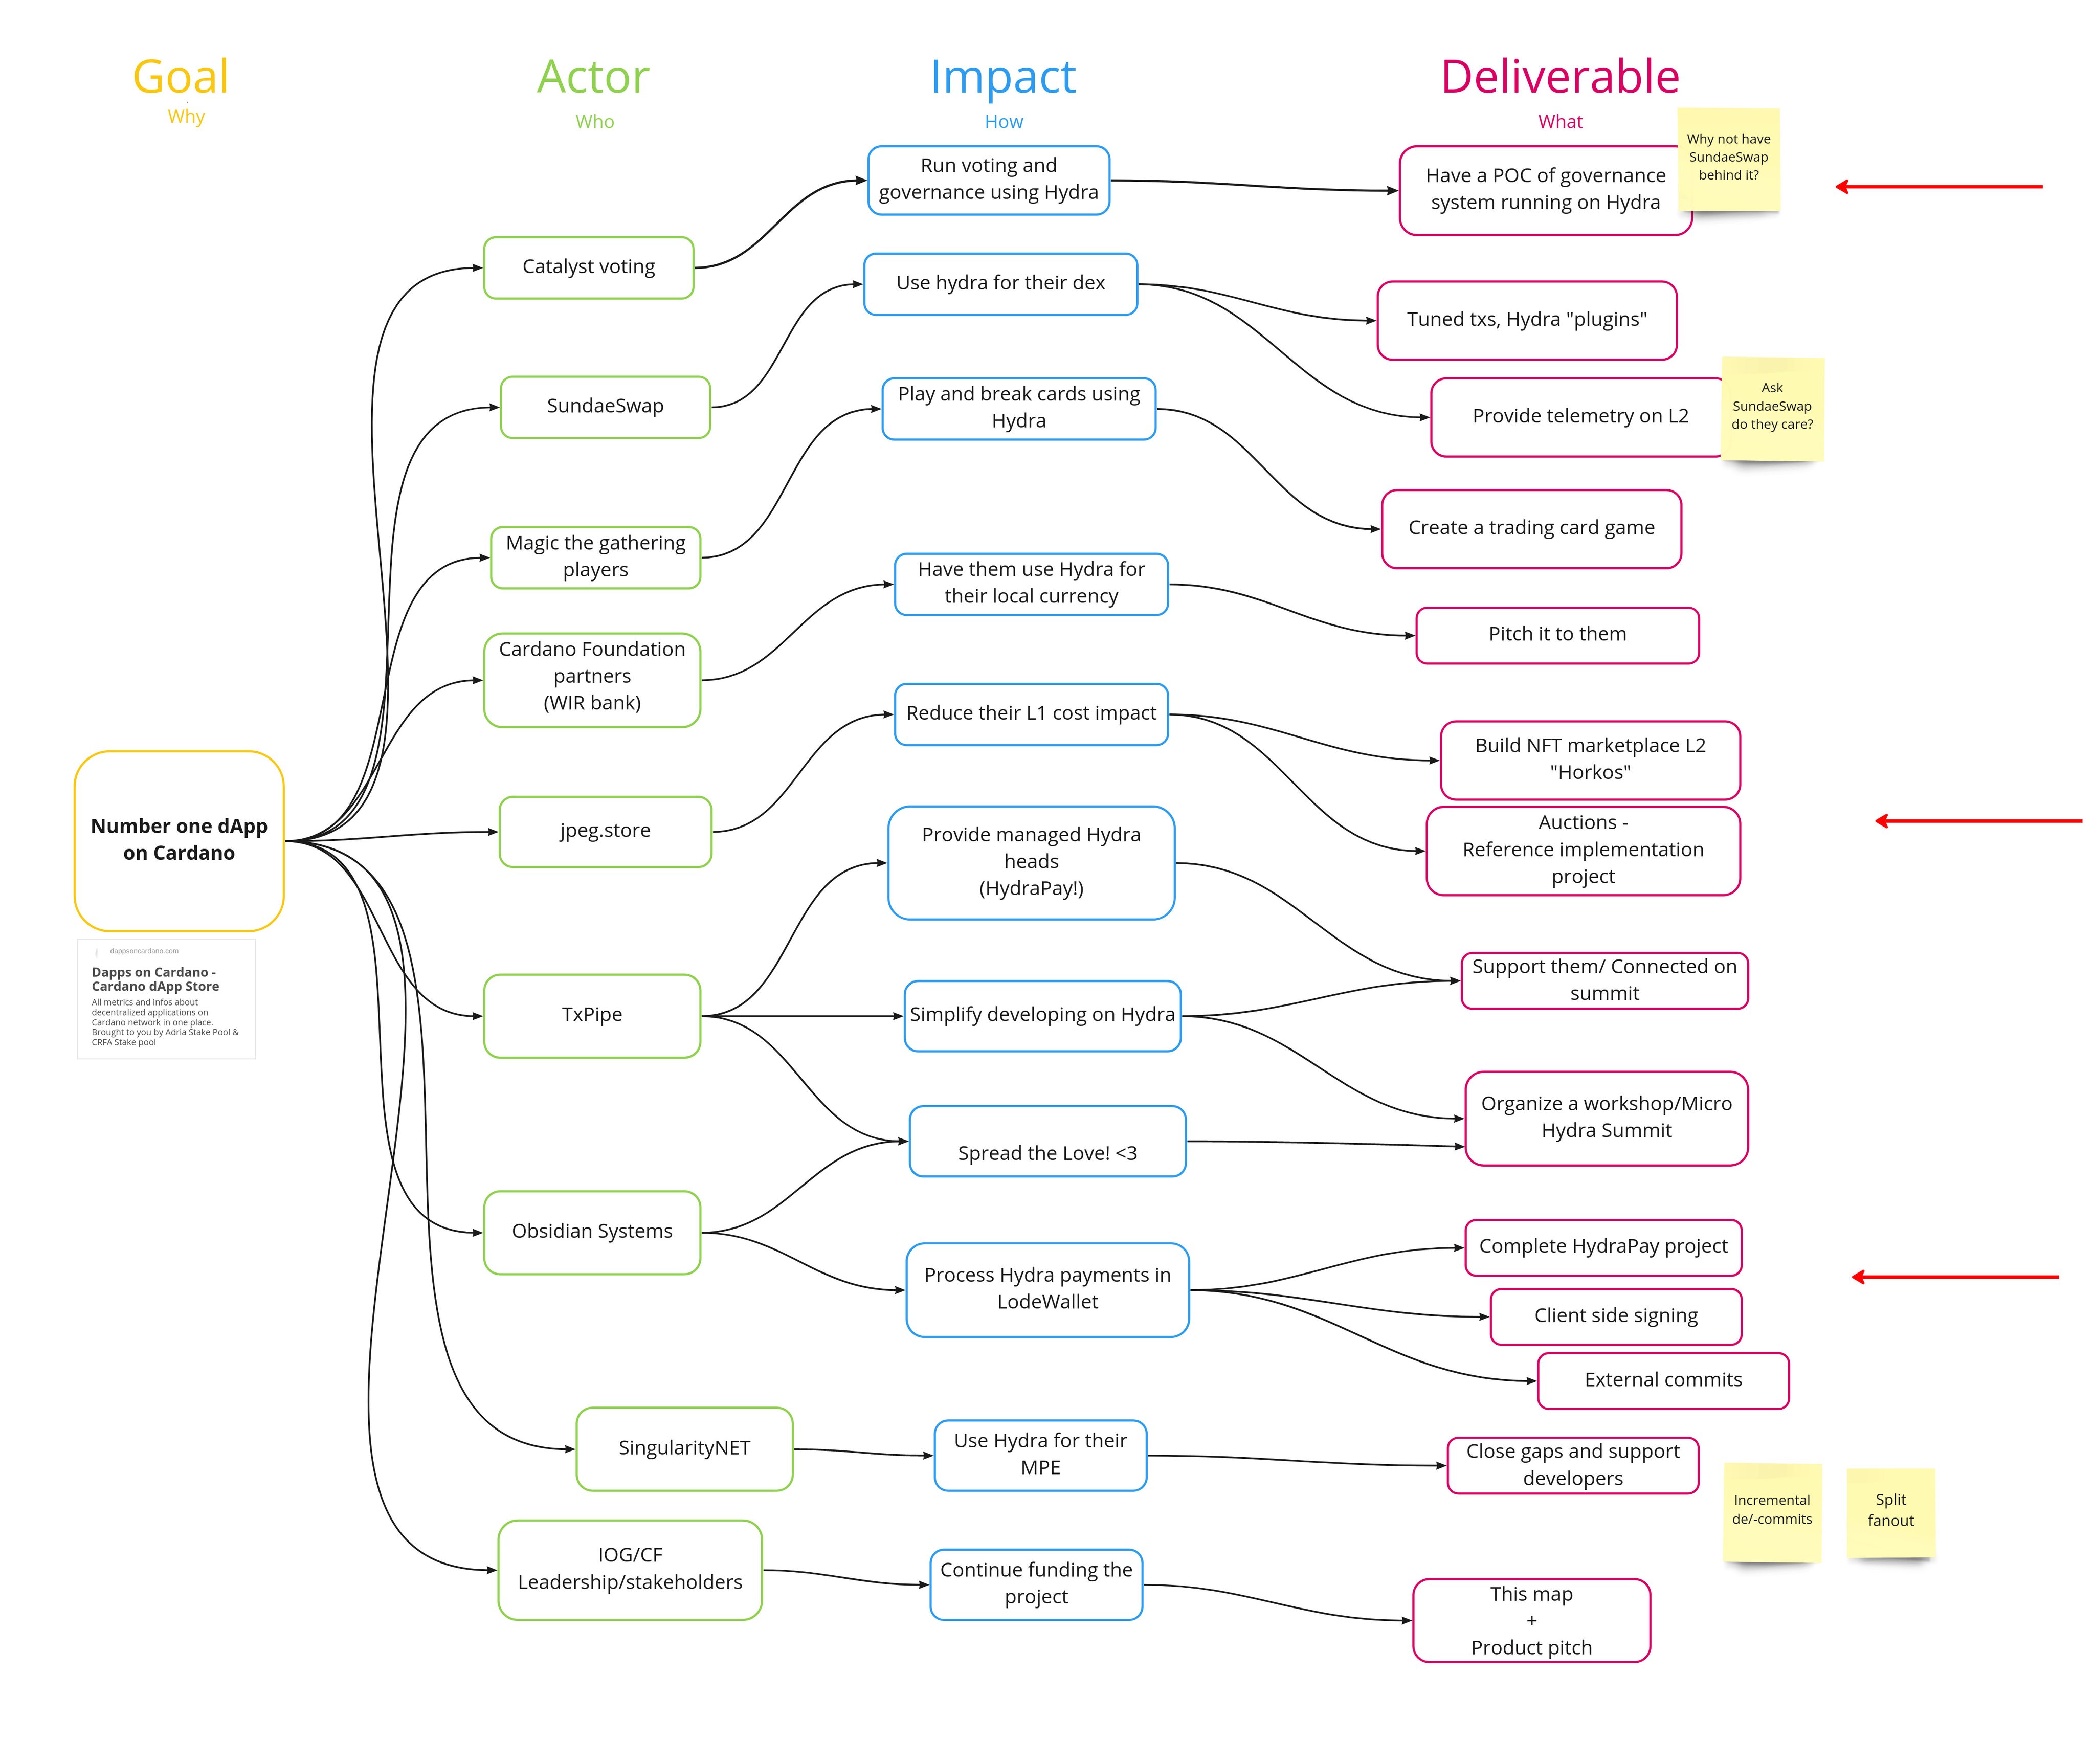 Goal
Why
Actor
Who
Impact
How
Deliverable
What
Number one dApp
on Cardano
dappsoncardano.com
Dapps on Cardano -
Cardano dApp Store
All metrics and infos about
decentralized applications on
Cardano network in one place.
Brought to you by Adria Stake Pool &
CRFA Stake pool
Catalyst voting
Run voting and
governance using Hydra
Have a POC of governance
system running on Hydra
Why not have
SundaeSwap
behind it?
SundaeSwap
Use hydra for their dex
Tuned txs, Hydra "plugins"
Provide telemetry on L2
Ask
SundaeSwap
do they care?
Magic the gathering
players
Play and break cards using
Hydra
Create a trading card game
Cardano Foundation
partners
(WIR bank)
Have them use Hydra for
their local currency
Pitch it to them
jpeg.store
Reduce their L1 cost impact
Build NFT marketplace L2
"Horkos"
Auctions -
Reference implementation
project
TxPipe
Provide managed Hydra
heads
(HydraPay!)
Simplify developing on Hydra
Support them/ Connected on
summit
Spread the Love! <3
Organize a workshop/Micro
Hydra Summit
Obsidian Systems
Process Hydra payments in
LodeWallet
Complete HydraPay project
Client side signing
External commits
SingularityNET
Use Hydra for their
MPE
Close gaps and support
developers
Incremental
de/-commits
Split
fanout
IOG/CF
Leadership/stakeholders
Continue funding the
project
This map
+
Product pitch